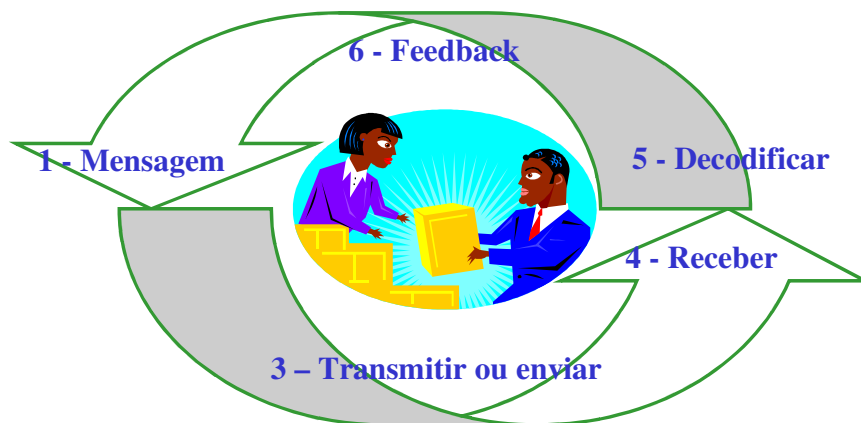 6 - Feedback
1 - Mensagem
5 - Decodificar
4 - Receber
3 – Transmitir ou enviar